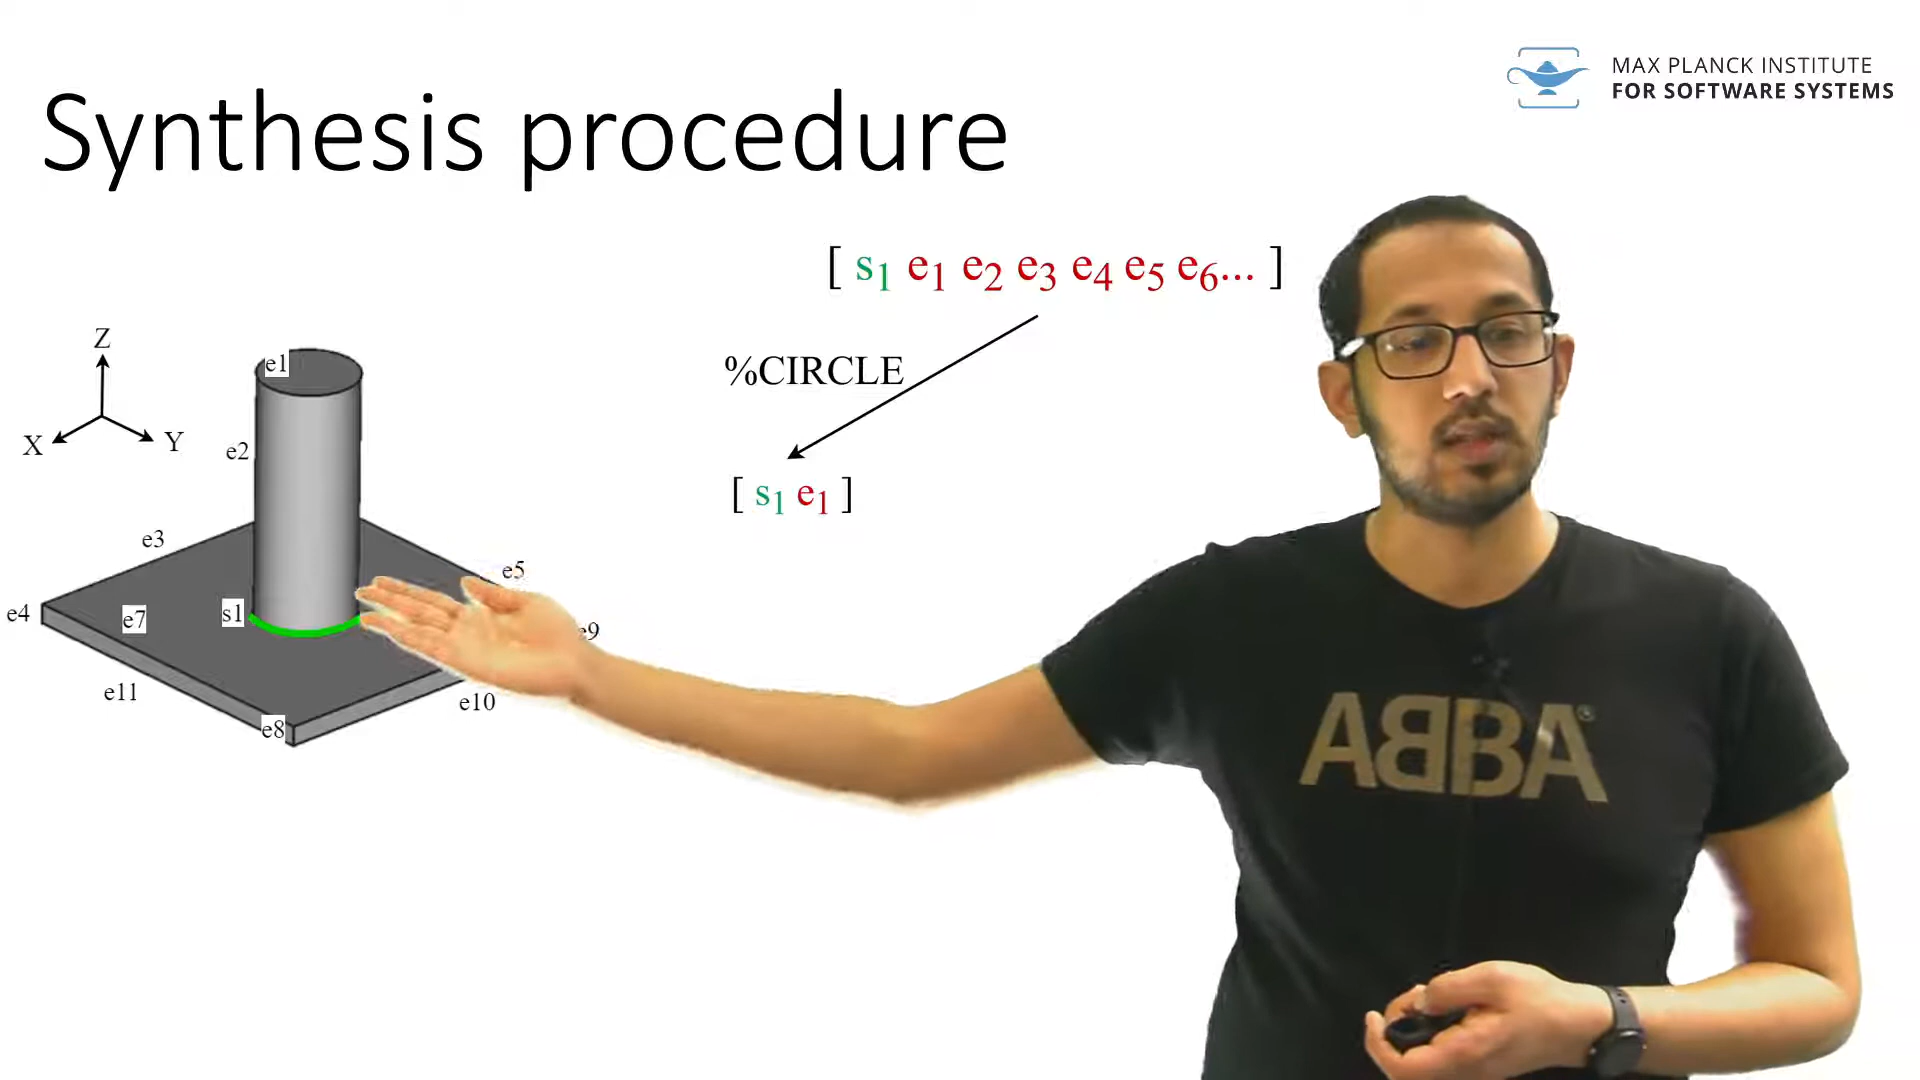 MAX PLANCK INSTITUTE
FOR SOFTWARE SYSTEMS
Synthesis procedure
[ s1 e1 e2 e3 e4 e5 e6... ]
%CIRCLE
[ s1 e1 ]
Z
X
Y
e1
e2
e3
e5
e4
e7
s1
e9
e11
e10
e8
ABBA®